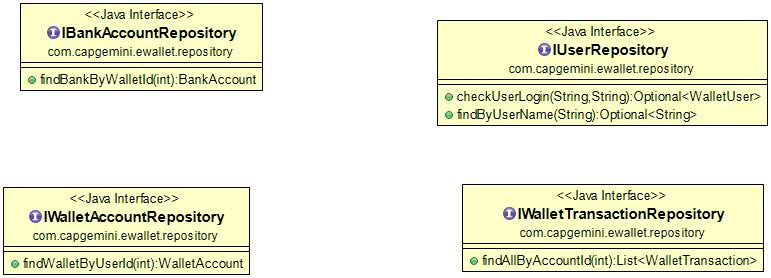 <<Java Interface>>
IBankAccountRepository
com.capgemini.ewallet.repository
findBankByWalletId(int):BankAccount
<<Java Interface>>
IUserRepository
com.capgemini.ewallet.repository
checkUserLogin(String,String):Optional<WalletUser>
findByUserName(String):Optional<String>
<<Java Interface>>
IWalletAccountRepository
com.capgemini.ewallet.repository
findWalletByUserId(int):WalletAccount
<<Java Interface>>
IWalletTransactionRepository
com.capgemini.ewallet.repository
findAllByAccountId(int):List<WalletTransaction>